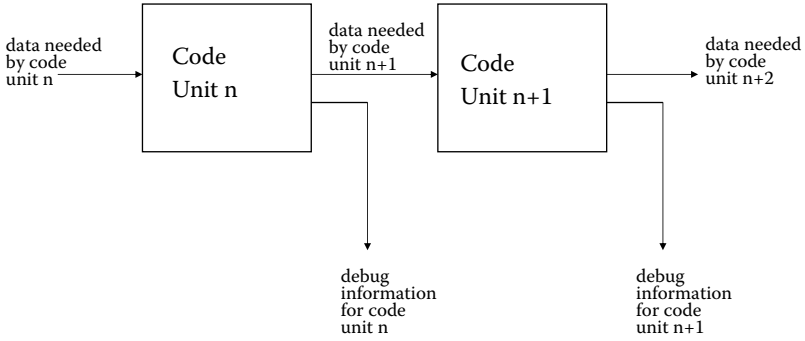 data needed
by code
unit n
Code
Unit n
data needed
by code
unit n+1
Code
Unit n+1
data needed
by code
unit n+2
debug
information
for code
unit n
debug
information
for code
unit n+1